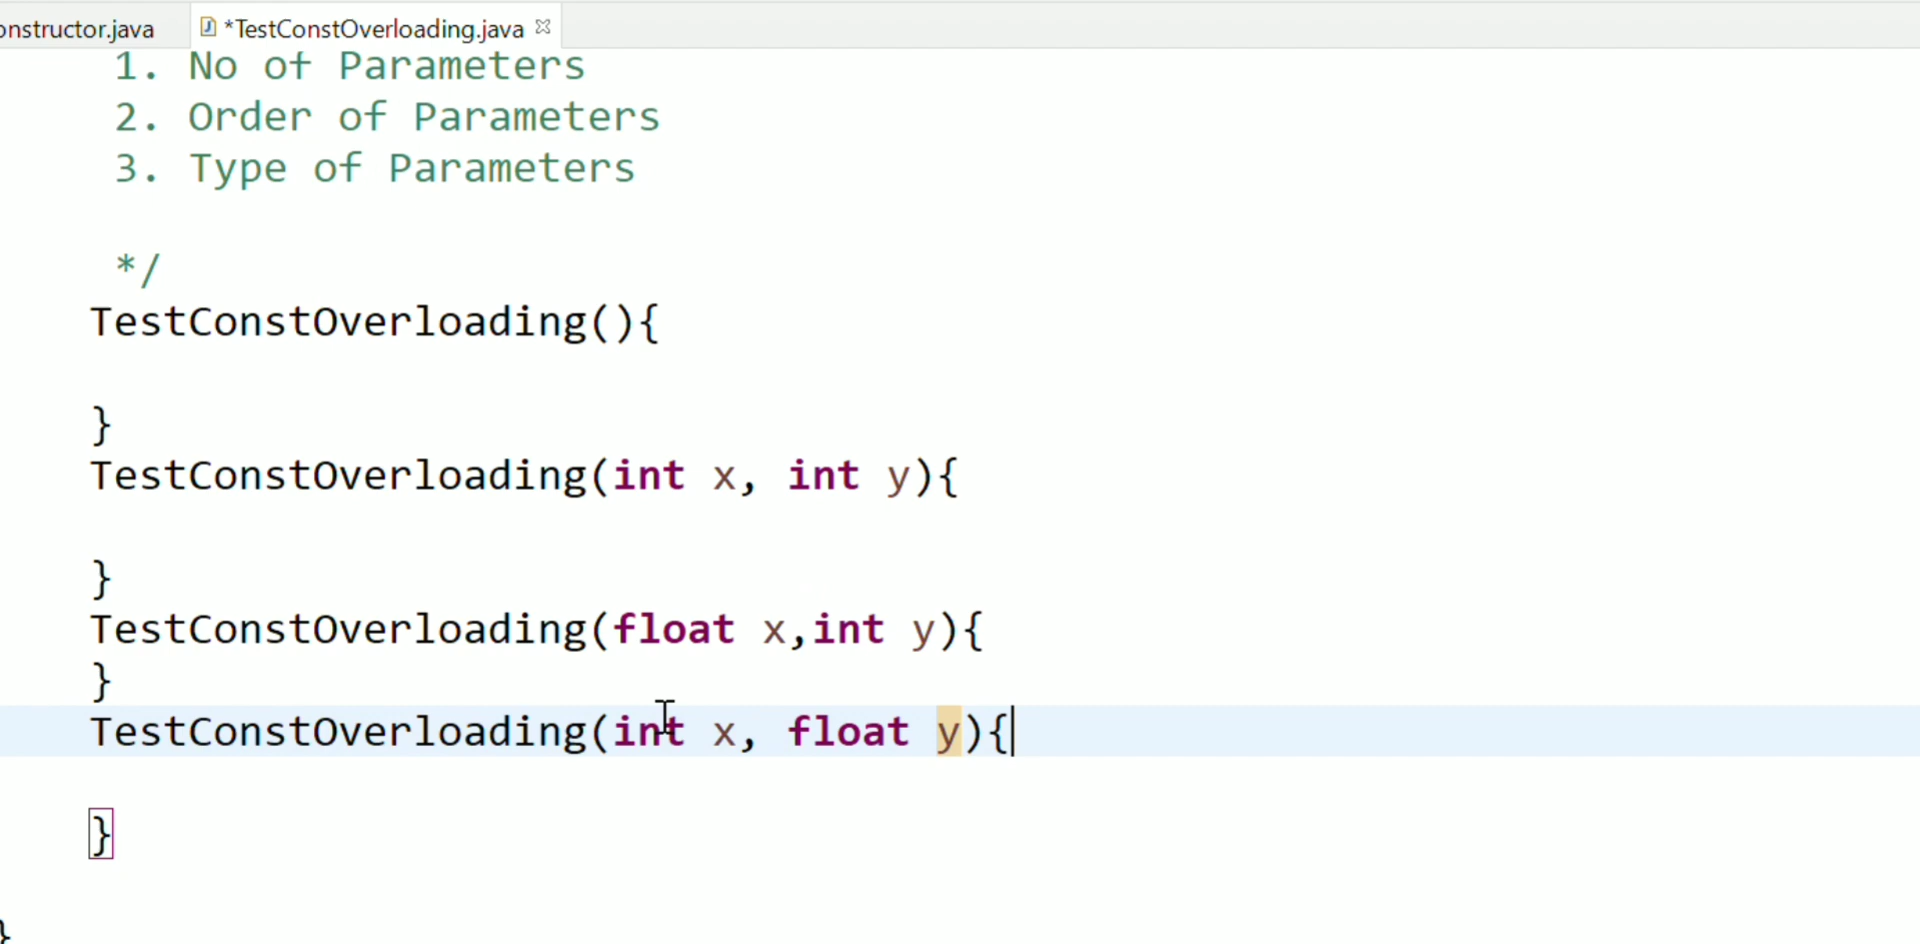 onstructor.java
*TestConstOverloading.java
1. No of Parameters
2. Order of Parameters
3. Type of Parameters
*/
TestConstOverloading(){
}
TestConstOverloading(int x, int y){
}
TestConstOverloading(float x,int y){
}
TestConstOverloading(int x, float y){
}
}